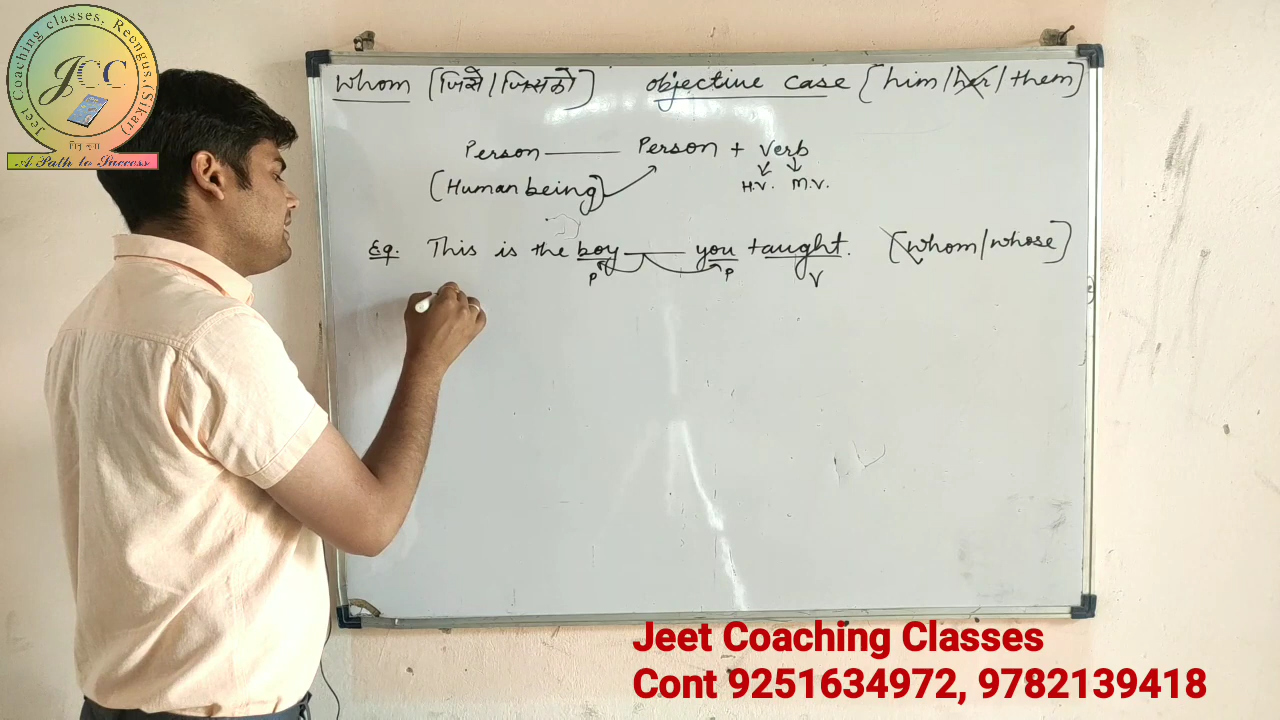 Jeet Coaching classes, Reengus.(Sikar)
JCC
A Path to Success
Whom [जिसे/जिसको] objective case [him/her/them]
Person ——— Person + Verb
(Human being) H.V. M.V.
Eg. This is the boy ——— you taught. [whom/whose]
P P V
Jeet Coaching Classes
Cont 9251634972, 9782139418